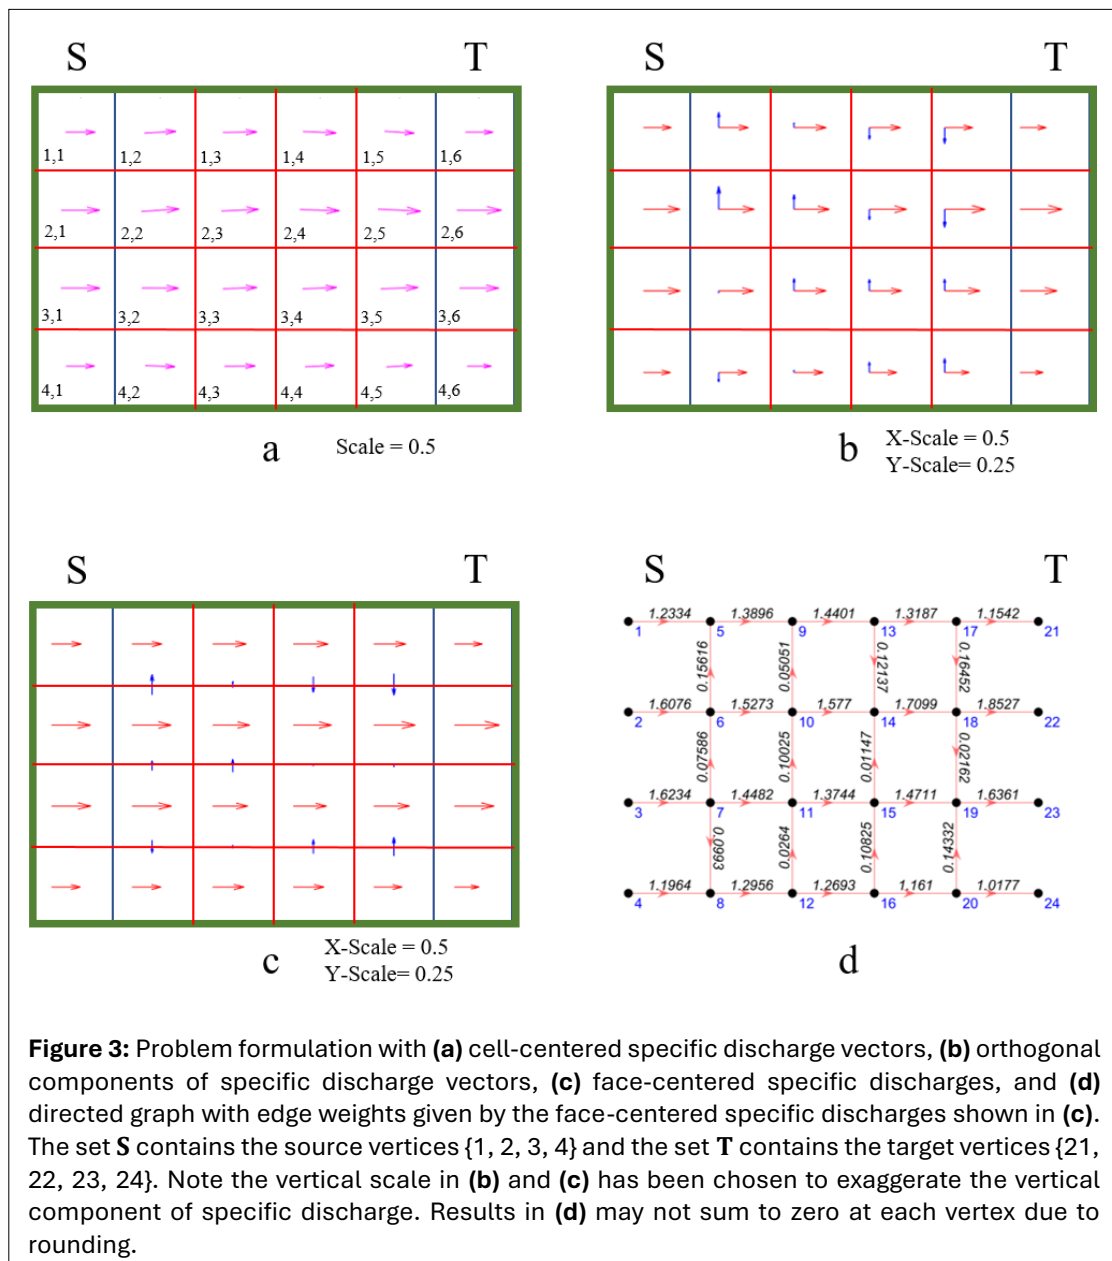 S T
1,1 1,2 1,3 1,4 1,5 1,6
2,1 2,2 2,3 2,4 2,5 2,6
3,1 3,2 3,3 3,4 3,5 3,6
4,1 4,2 4,3 4,4 4,5 4,6
a Scale = 0.5
S T
b X-Scale = 0.5
Y-Scale= 0.25
S T
c X-Scale = 0.5
Y-Scale= 0.25
S T
1.2334 1.3896 1.4401 1.3187 1.1542
1 5 9 13 17 21
0.15616 0.05051 0.12137 0.16452
1.6076 1.5273 1.577 1.7099 1.8527
2 6 10 14 18 22
0.07586 0.10025 0.01147 0.02162
1.6234 1.4482 1.3744 1.4711 1.6361
3 7 11 15 19 23
0.0993 0.0264 0.10825 0.14332
1.1964 1.2956 1.2693 1.161 1.0177
4 8 12 16 20 24
d
Figure 3: Problem formulation with (a) cell-centered specific discharge vectors, (b) orthogonal
components of specific discharge vectors, (c) face-centered specific discharges, and (d)
directed graph with edge weights given by the face-centered specific discharges shown in (c).
The set S contains the source vertices {1, 2, 3, 4} and the set T contains the target vertices {21,
22, 23, 24}. Note the vertical scale in (b) and (c) has been chosen to exaggerate the vertical
component of specific discharge. Results in (d) may not sum to zero at each vertex due to
rounding.